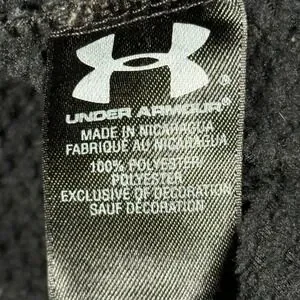 UNDER ARMOUR®
MADE IN NICARAGUA
FABRIQUÉ AU NICARAGUA
100% POLYESTER
POLYESTER
EXCLUSIVE OF DECORATION
SAUF DÉCORATION